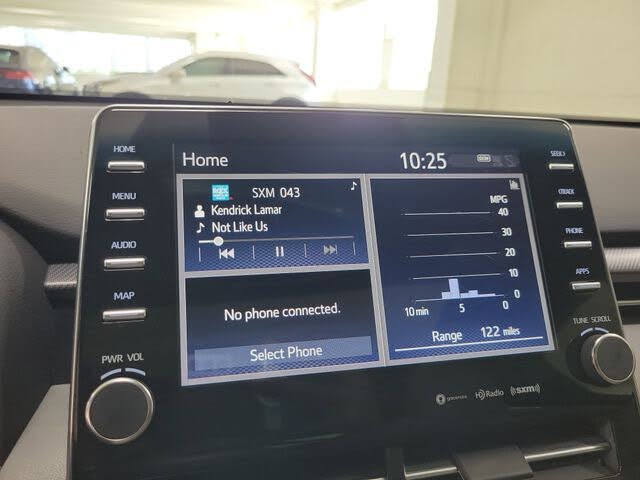 HOME
MENU
AUDIO
MAP
PWR VOL
Home
10:25
SXM 043
Kendrick Lamar
Not Like Us
No phone connected.
Select Phone
MPG
40
30
20
10
0
10 min 5 0
Range 122 miles
SEEK>
<TRACK
PHONE
APPS
TUNE SCROLL
gracenote HD Radio ((SXM))